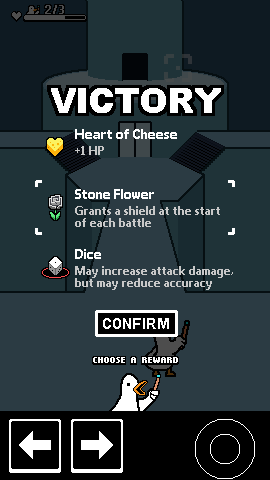 2/3
VICTORY
Heart of Cheese
+1 HP
Stone Flower
Grants a shield at the start
of each battle
Dice
May increase attack damage,
but may reduce accuracy
CONFIRM
CHOOSE A REWARD